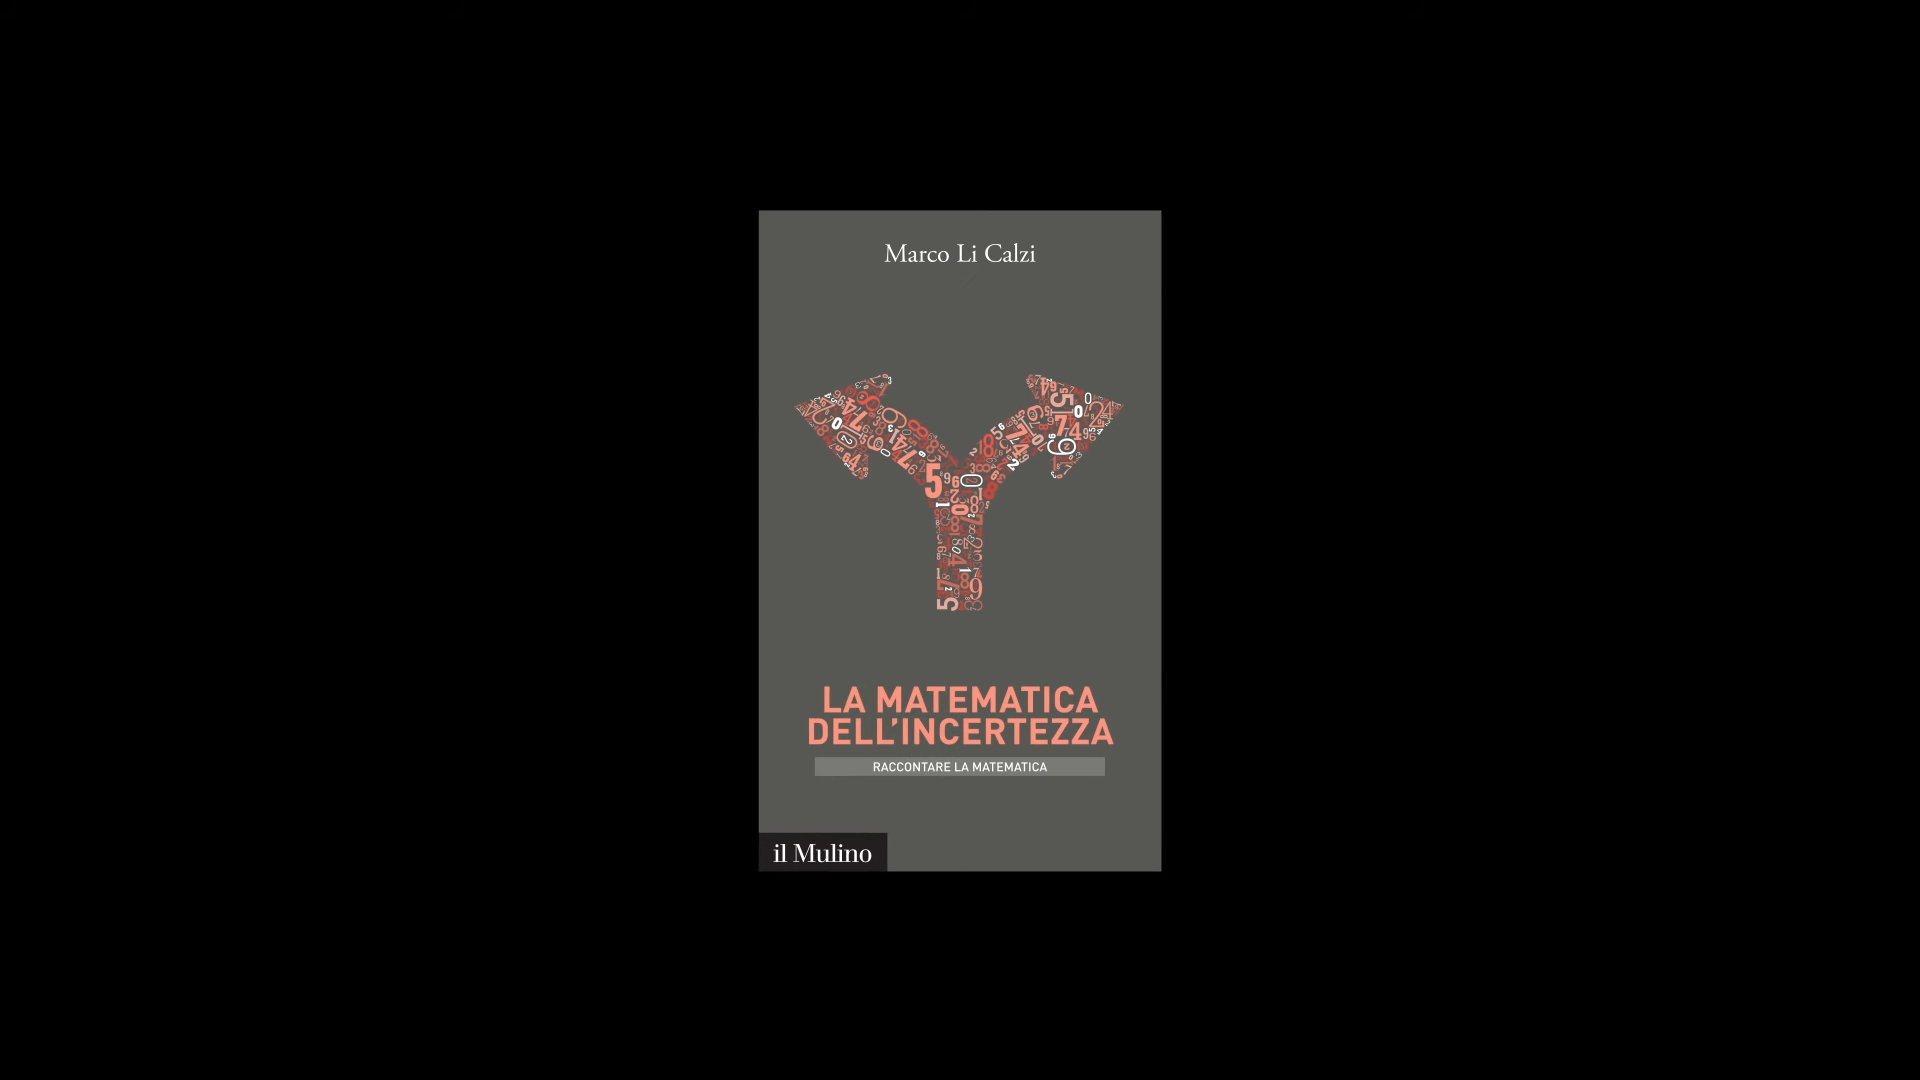 Marco Li Calzi
LA MATEMATICA
DELL'INCERTEZZA
RACCONTARE LA MATEMATICA
il Mulino